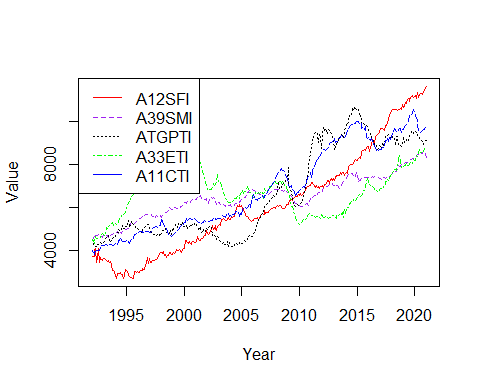 A12SFI
A39SMI
ATGPTI
A33ETI
A11CTI
Value
4000
8000
1995
2000
2005
2010
2015
2020
Year